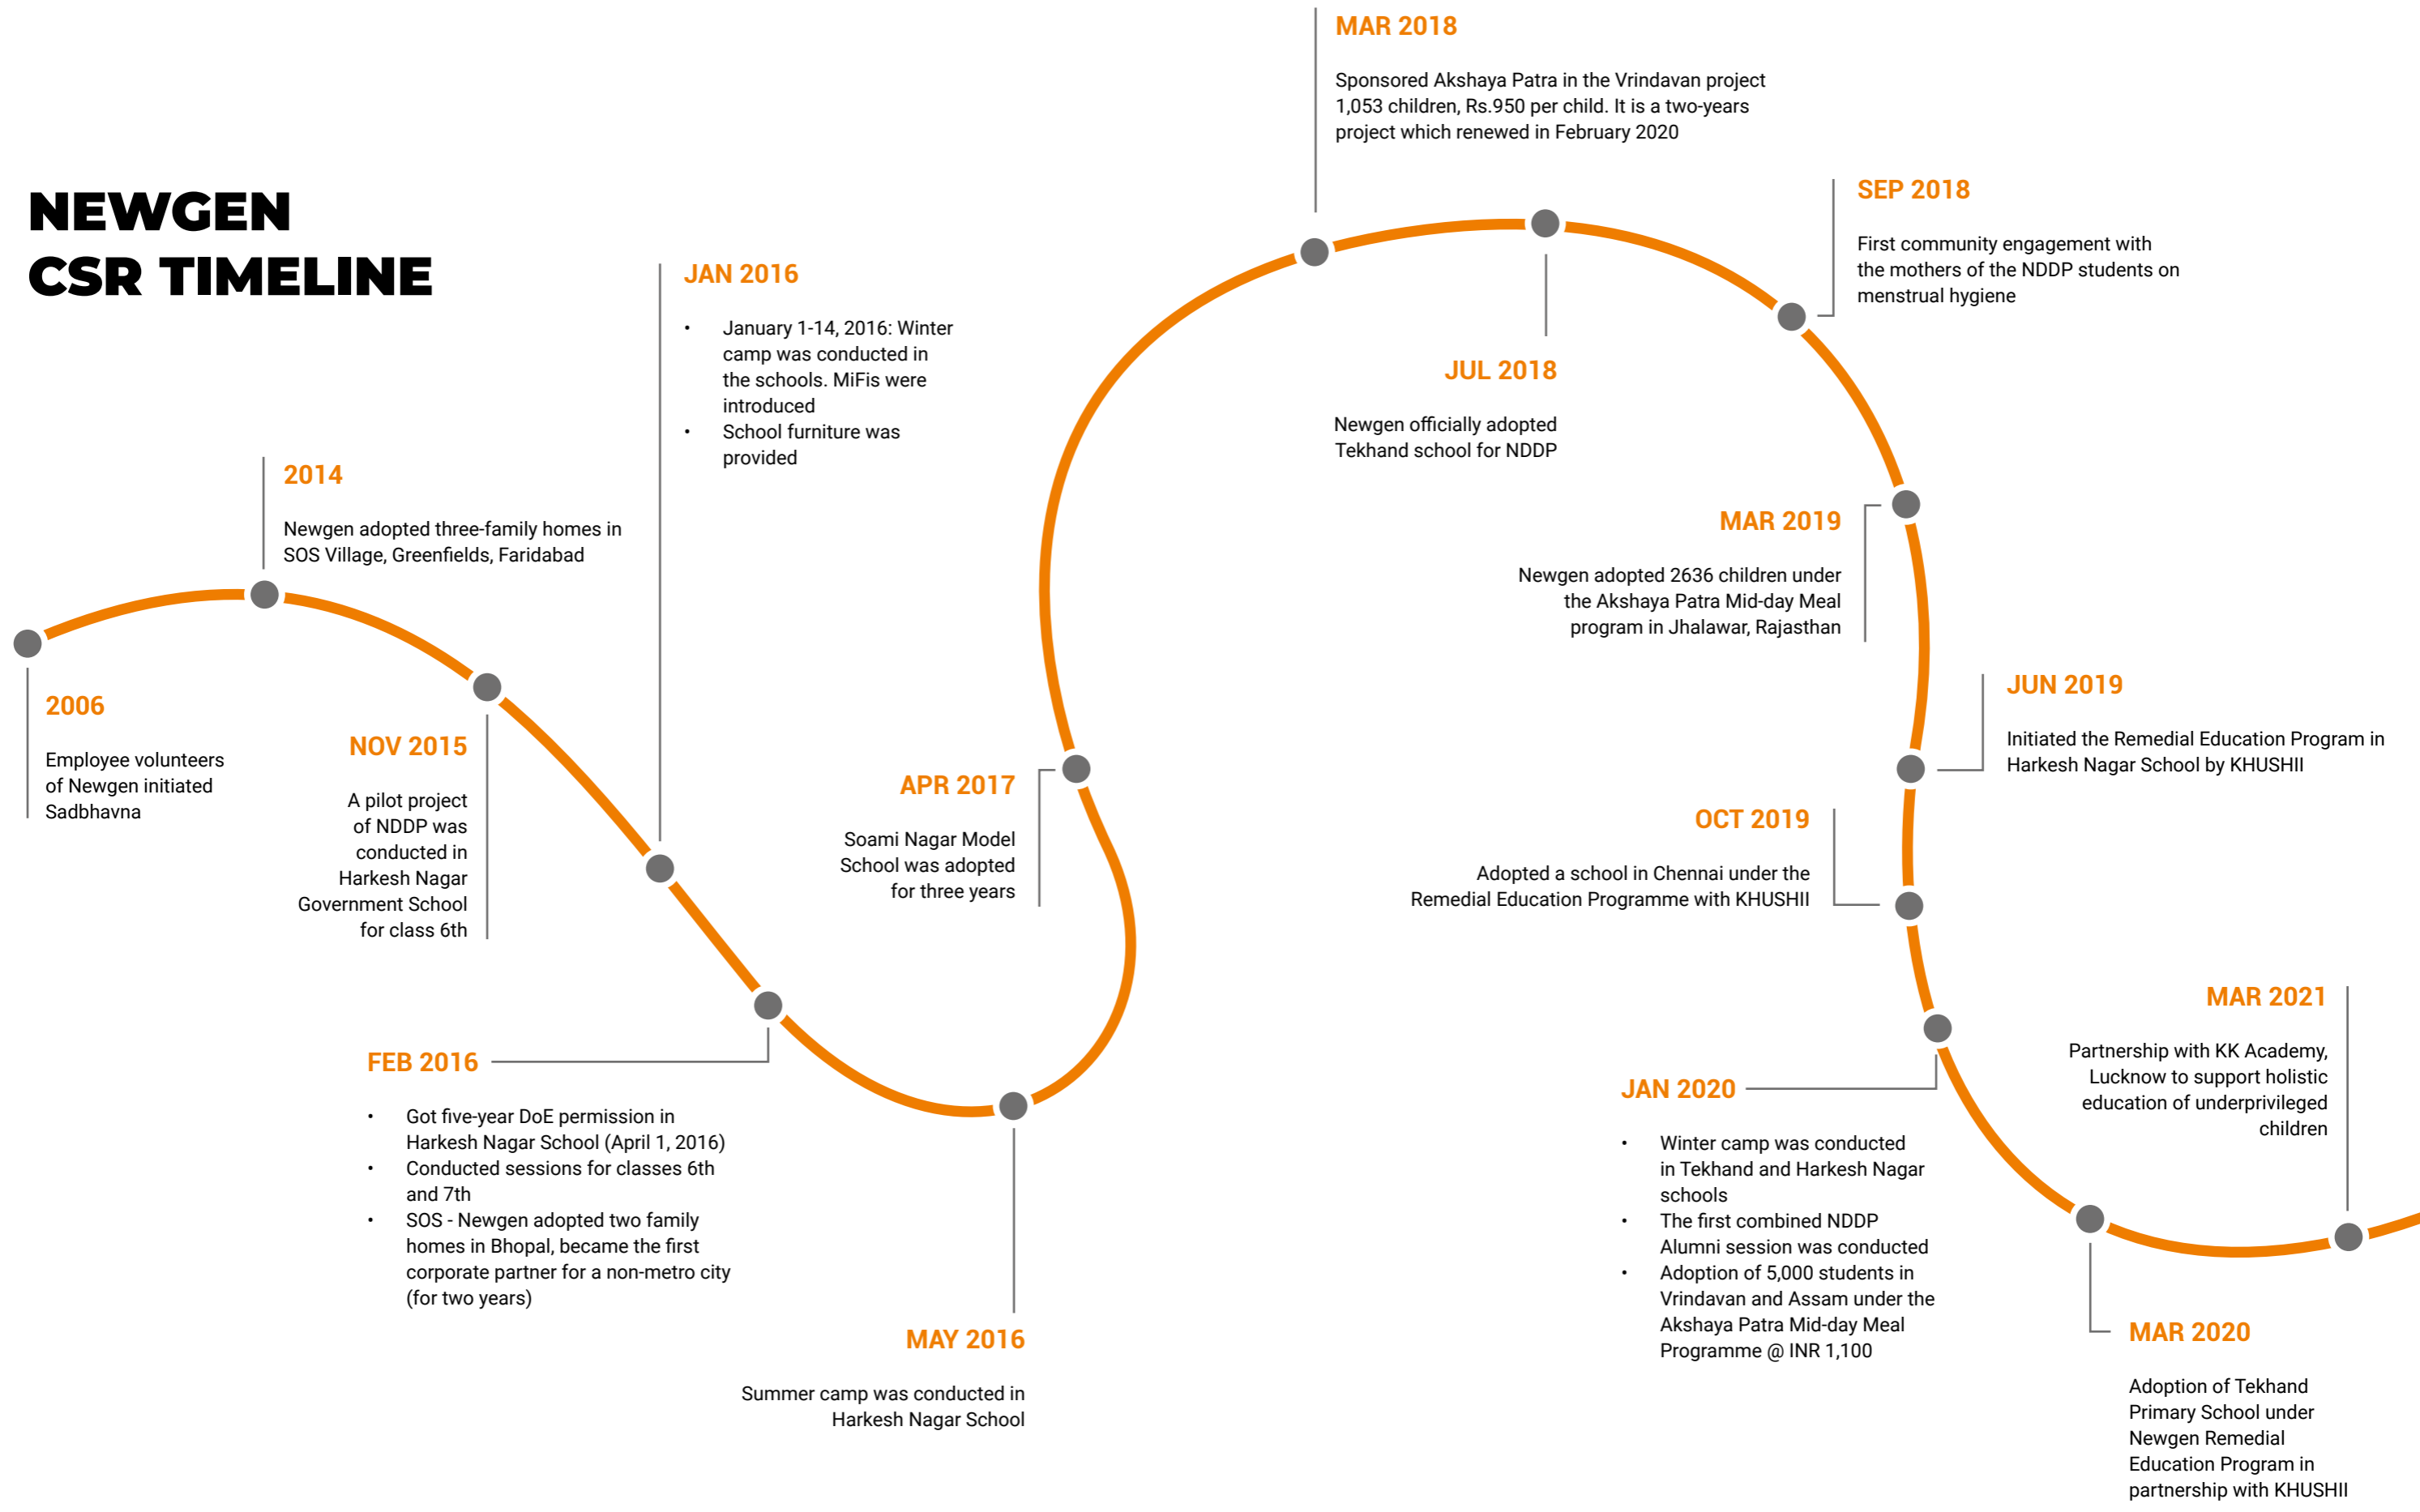 NEWGEN
CSR TIMELINE
2006
Employee volunteers
of Newgen initiated
Sadbhavna
2014
Newgen adopted three-family homes in
SOS Village, Greenfields, Faridabad
NOV 2015
A pilot project
of NDDP was
conducted in
Harkesh Nagar
Government School
for class 6th
JAN 2016
• January 1-14, 2016: Winter
camp was conducted in
the schools. MiFis were
introduced
• School furniture was
provided
FEB 2016
• Got five-year DoE permission in
Harkesh Nagar School (April 1, 2016)
• Conducted sessions for classes 6th
and 7th
• SOS - Newgen adopted two family
homes in Bhopal, became the first
corporate partner for a non-metro city
(for two years)
MAY 2016
Summer camp was conducted in
Harkesh Nagar School
APR 2017
Soami Nagar Model
School was adopted
for three years
MAR 2018
Sponsored Akshaya Patra in the Vrindavan project
1,053 children, Rs.950 per child. It is a two-years
project which renewed in February 2020
JUL 2018
Newgen officially adopted
Tekhand school for NDDP
SEP 2018
First community engagement with
the mothers of the NDDP students on
menstrual hygiene
MAR 2019
Newgen adopted 2636 children under
the Akshaya Patra Mid-day Meal
program in Jhalawar, Rajasthan
JUN 2019
Initiated the Remedial Education Program in
Harkesh Nagar School by KHUSHII
OCT 2019
Adopted a school in Chennai under the
Remedial Education Programme with KHUSHII
JAN 2020
• Winter camp was conducted
in Tekhand and Harkesh Nagar
schools
• The first combined NDDP
Alumni session was conducted
• Adoption of 5,000 students in
Vrindavan and Assam under the
Akshaya Patra Mid-day Meal
Programme @ INR 1,100
MAR 2020
Adoption of Tekhand
Primary School under
Newgen Remedial
Education Program in
partnership with KHUSHII
MAR 2021
Partnership with KK Academy,
Lucknow to support holistic
education of underprivileged
children